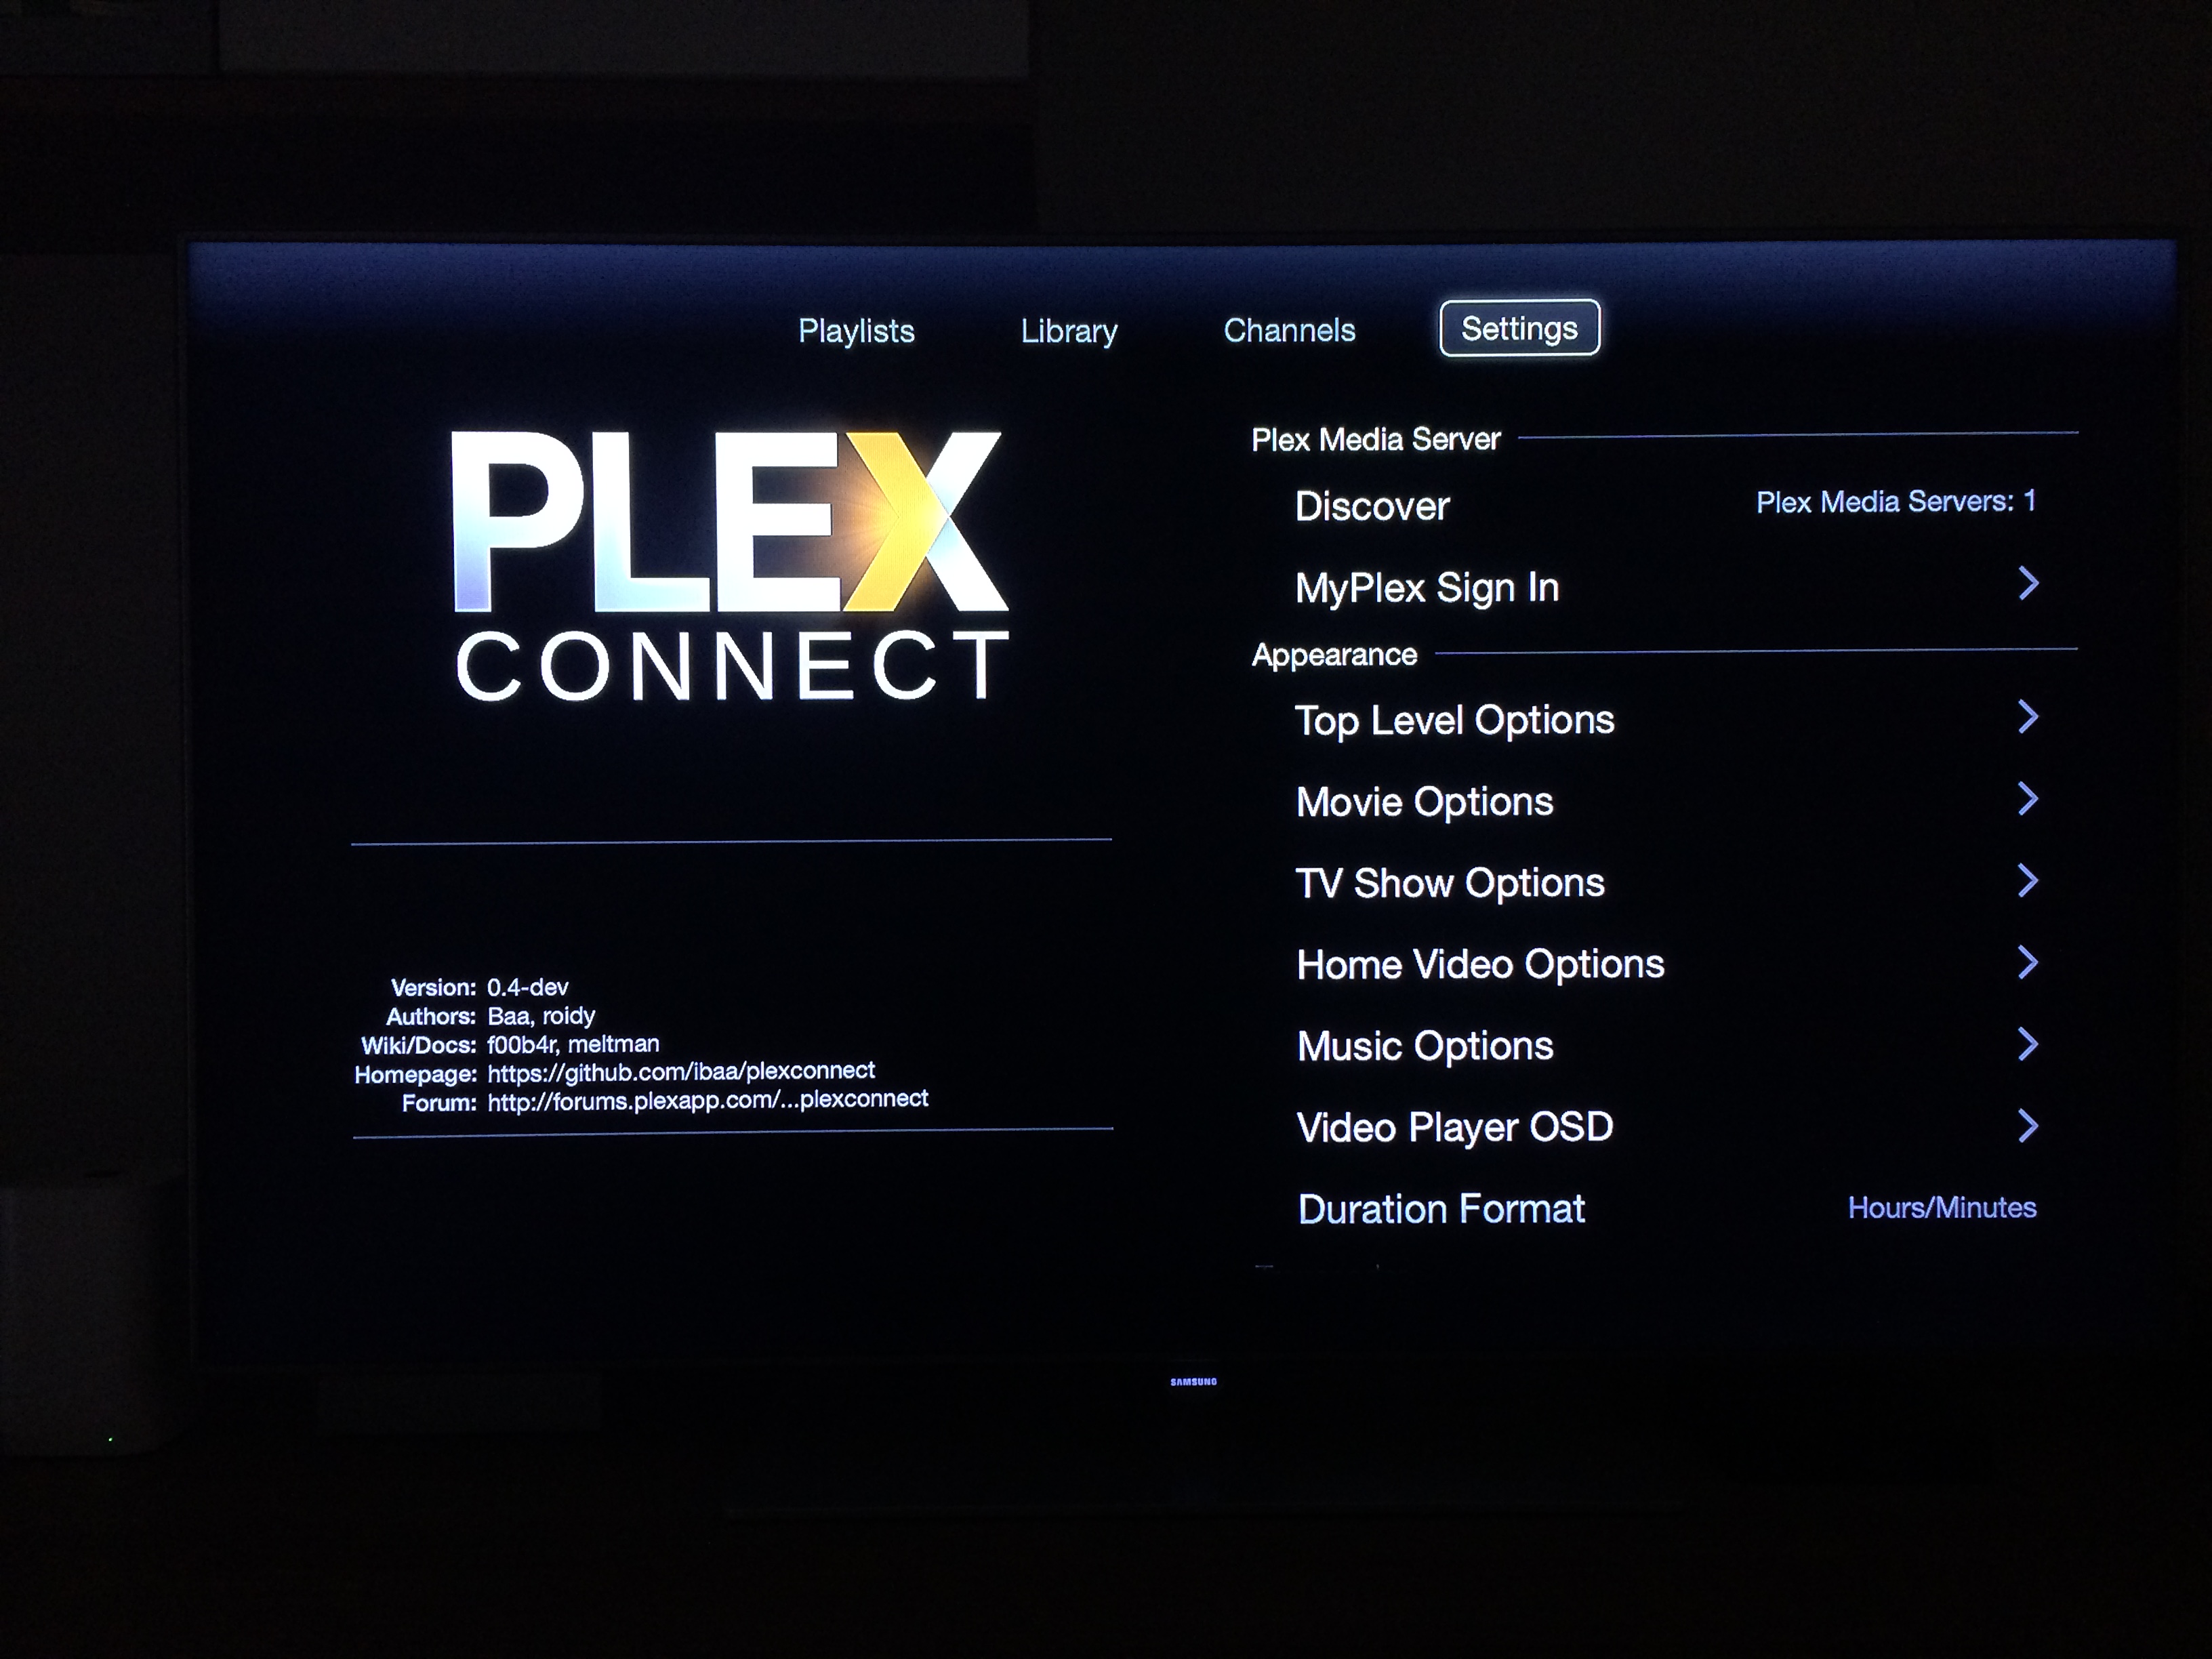 Playlists Library Channels Settings
PLEX
CONNECT
Version: 0.4-dev
Authors: Baa, roidy
Wiki/Docs: f00b4r, meltman
Homepage: https://github.com/ibaa/plexconnect
Forum: http://forums.plexapp.com/...plexconnect
Plex Media Server
Discover Plex Media Servers: 1
MyPlex Sign In
Appearance
Top Level Options
Movie Options
TV Show Options
Home Video Options
Music Options
Video Player OSD
Duration Format Hours/Minutes
SAMSUNG